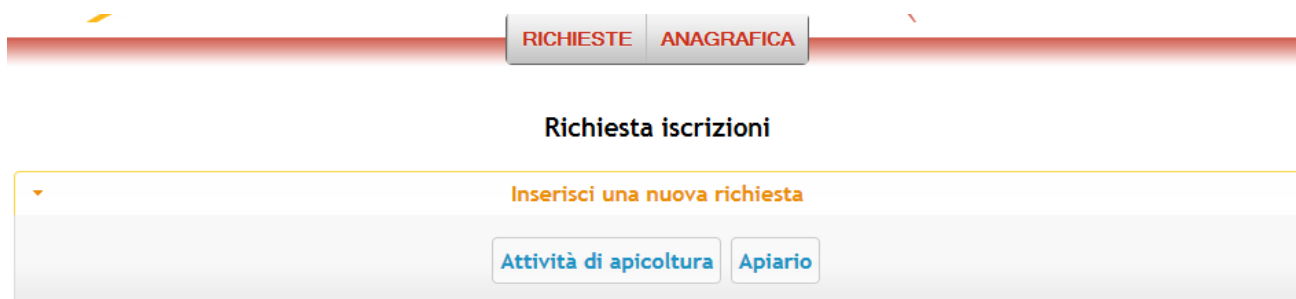 RICHIESTE ANAGRAFICA
Richiesta iscrizioni
Inserisci una nuova richiesta
Attività di apicoltura Apiario